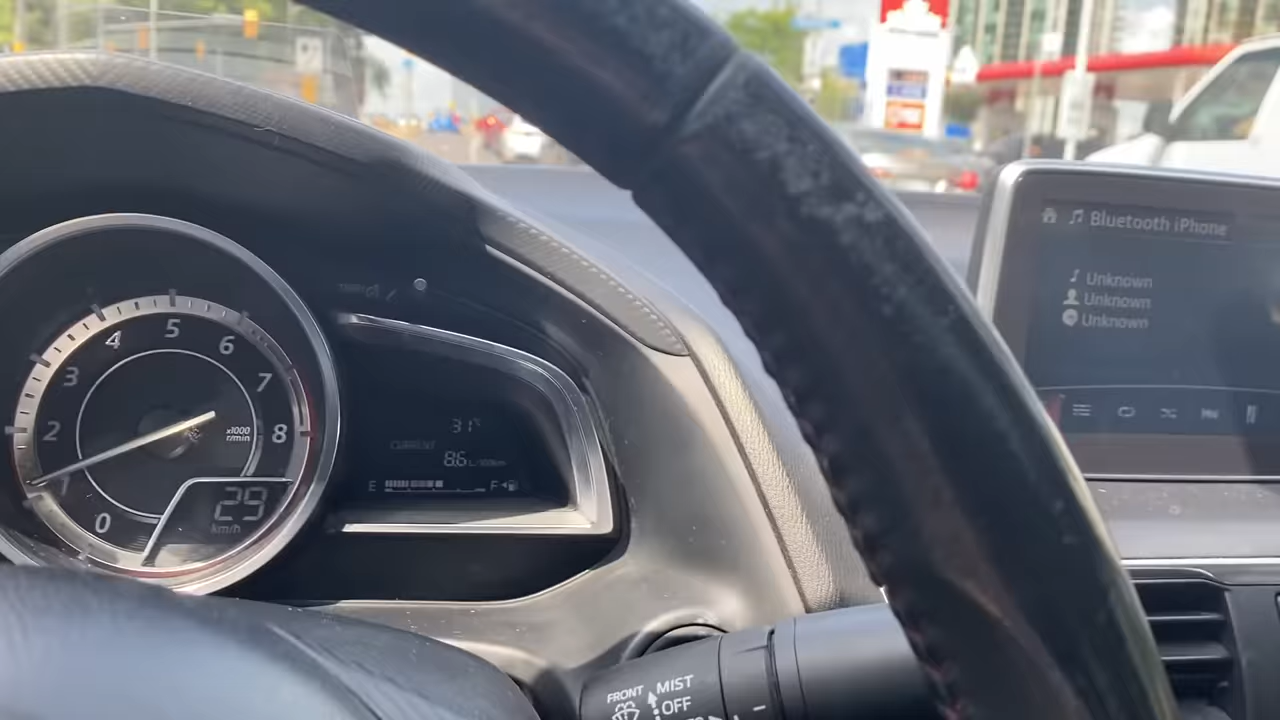 Bluetooth iPhone
Unknown
Unknown
Unknown
5
4
6
3
7
2
8
x1000
r/min
1
0
29
km/h
31°C
CURRENT
8.6 L/100km
E
F
FRONT
MIST
OFF